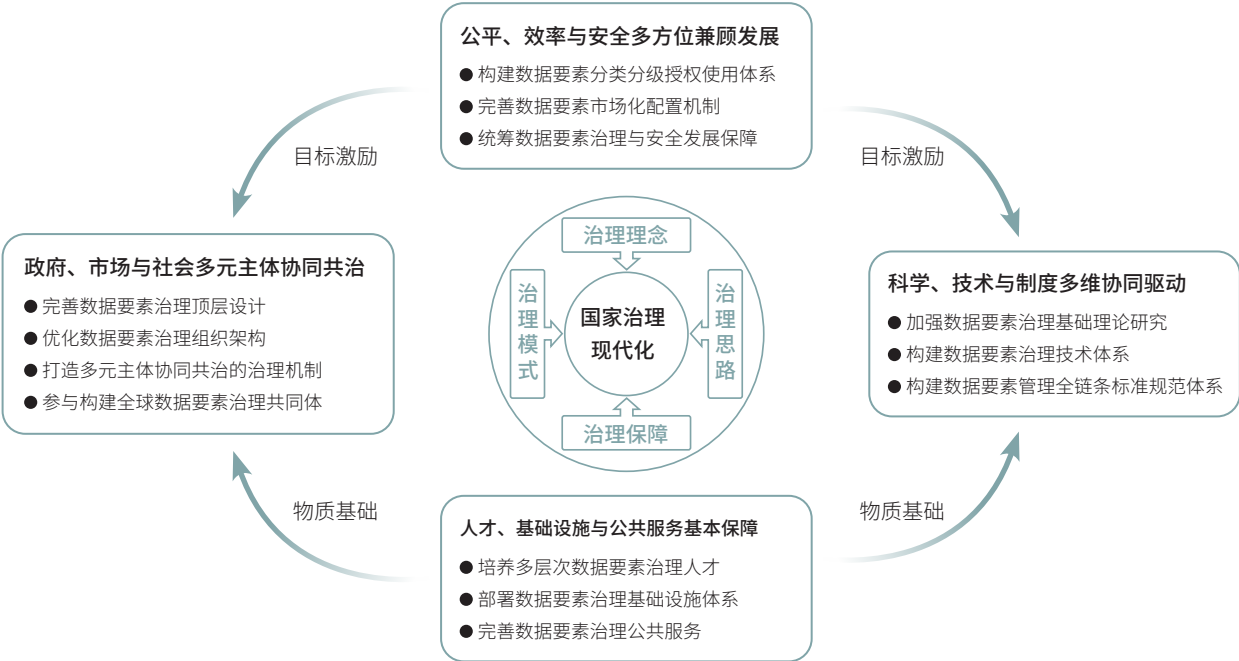 公平、效率与安全多方位兼顾发展
● 构建数据要素分类分级授权使用体系
● 完善数据要素市场化配置机制
● 统筹数据要素治理与安全发展保障
目标激励
目标激励
政府、市场与社会多元主体协同共治
● 完善数据要素治理顶层设计
● 优化数据要素治理组织架构
● 打造多元主体协同共治的治理机制
● 参与构建全球数据要素治理共同体
治理理念
治理模式
国家治理
现代化
治理思路
治理保障
科学、技术与制度多维协同驱动
● 加强数据要素治理基础理论研究
● 构建数据要素治理技术体系
● 构建数据要素管理全链条标准规范体系
物质基础
物质基础
人才、基础设施与公共服务基本保障
● 培养多层次数据要素治理人才
● 部署数据要素治理基础设施体系
● 完善数据要素治理公共服务